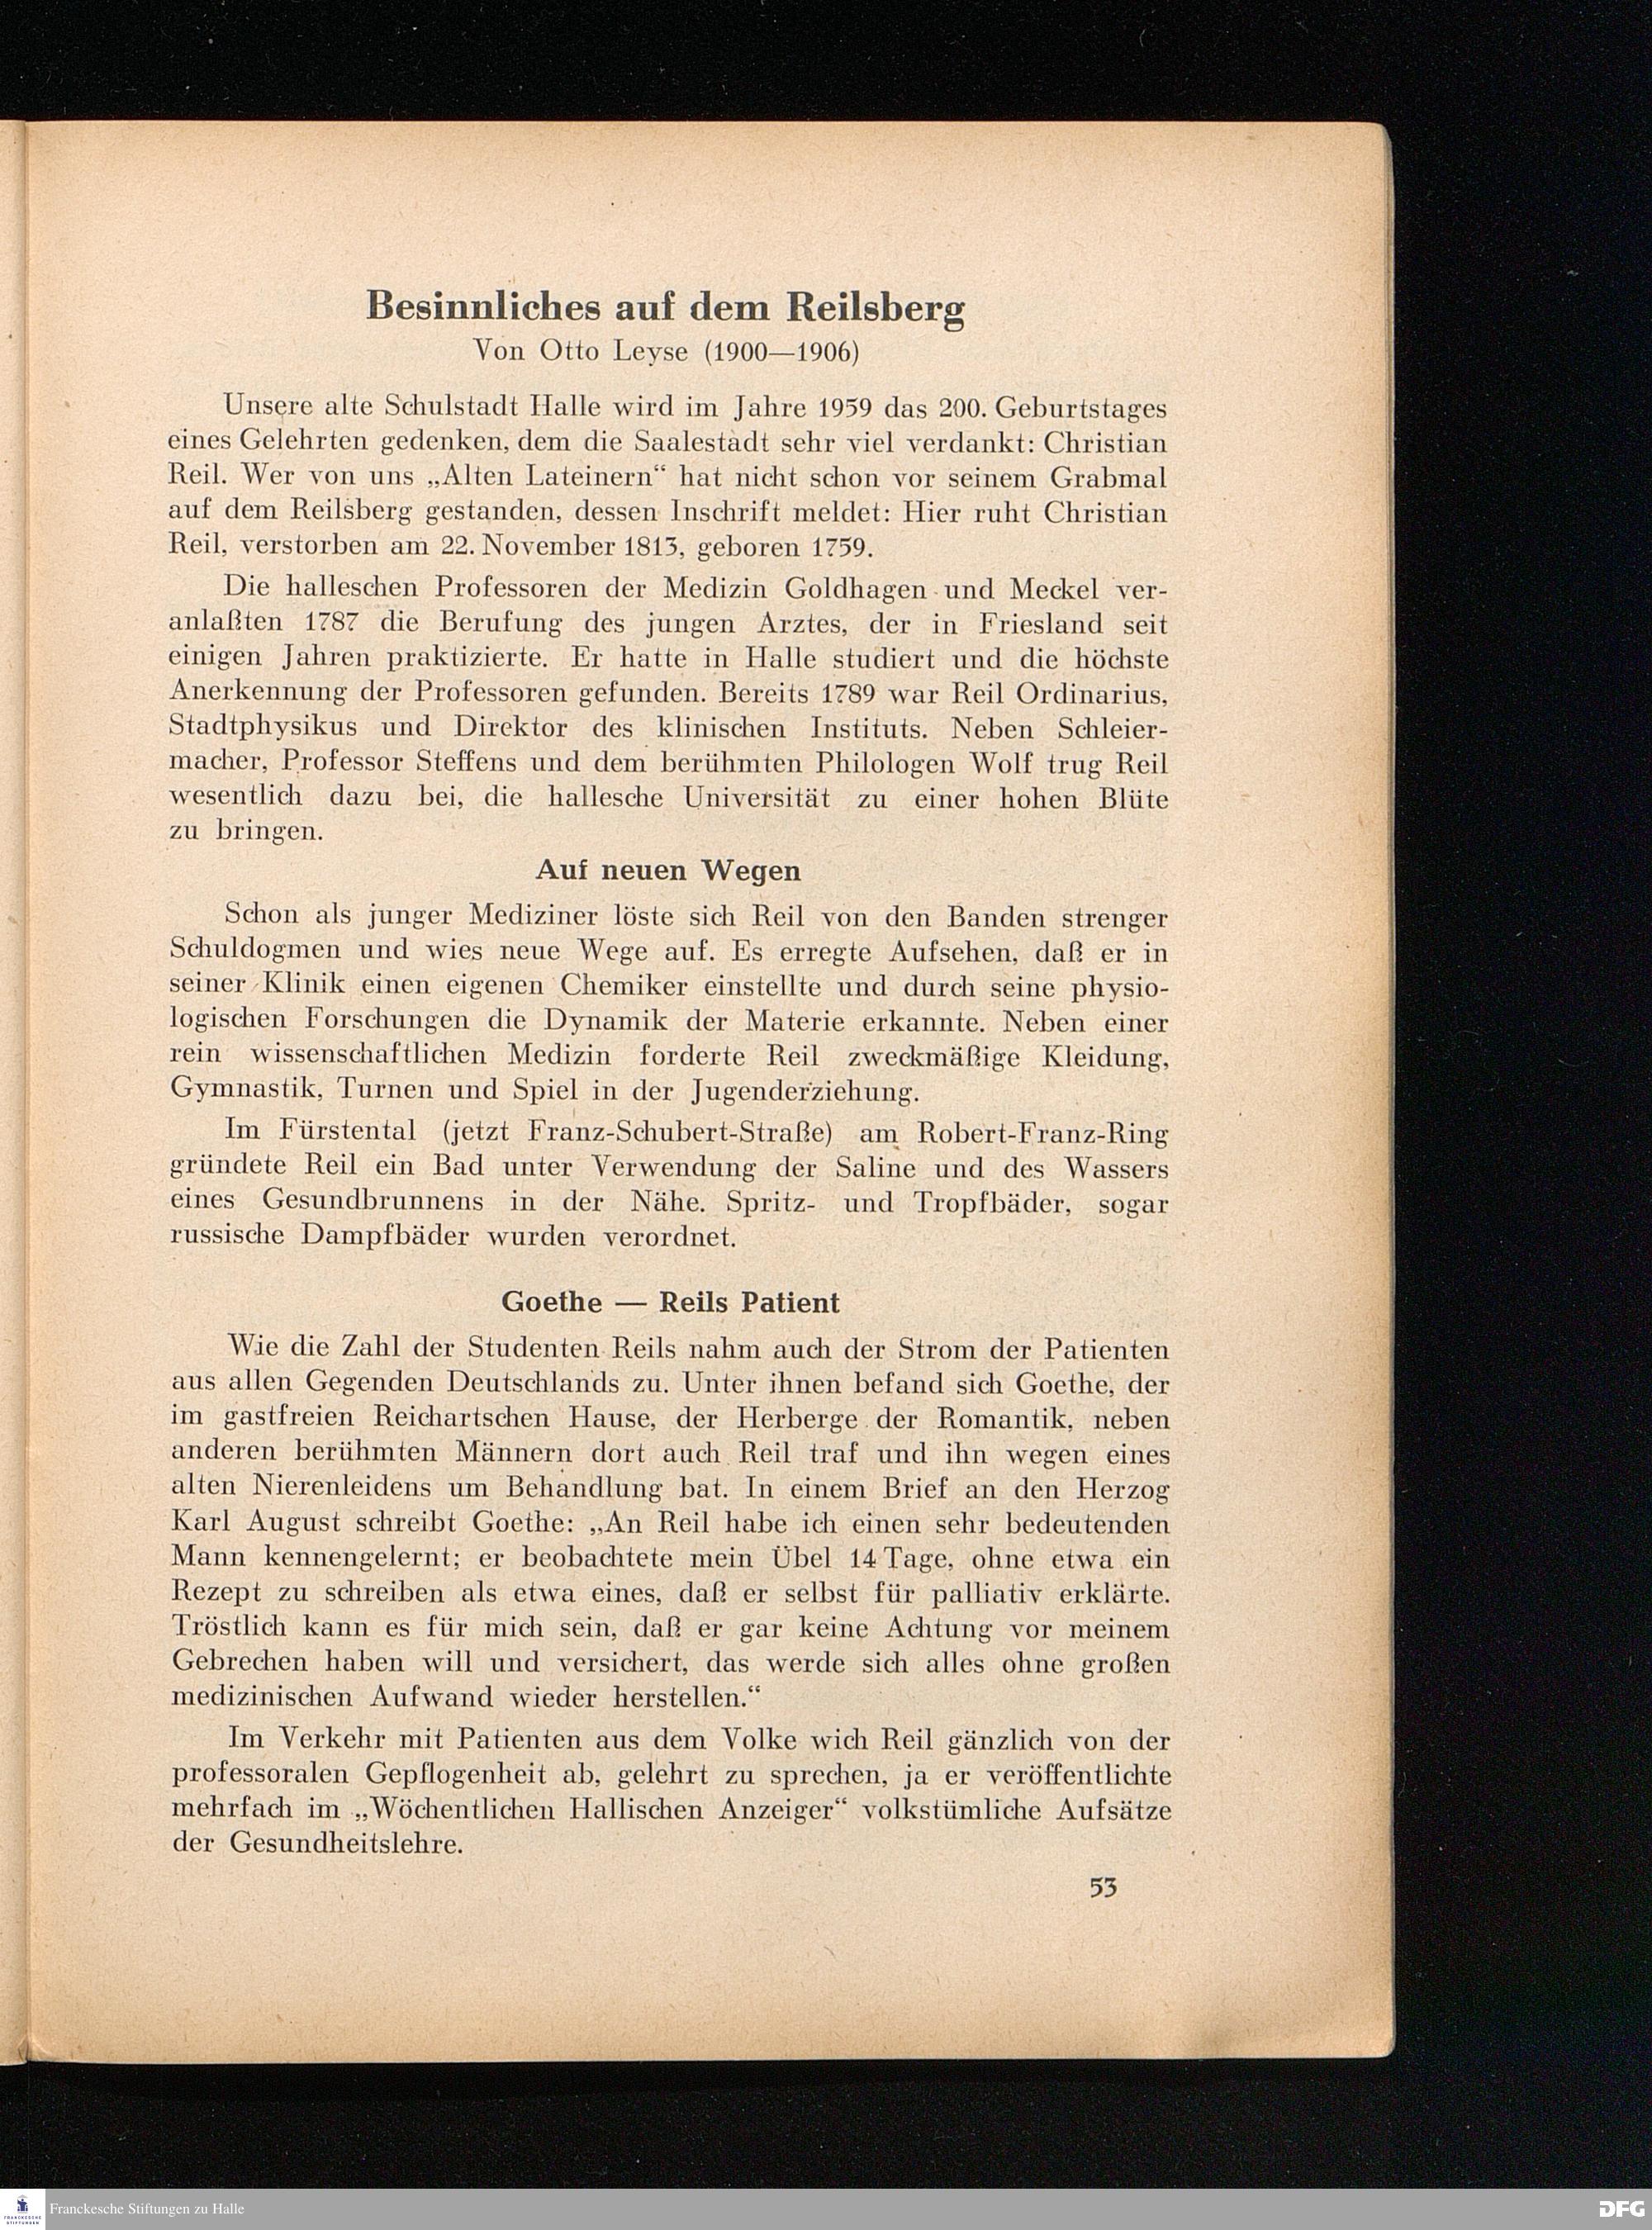 Besinnliches auf dem Reilsberg
Von Otto Leyse (1900—1906)
Unsere alte Schulstadt Halle wird im Jahre 1959 das 200. Geburtstages
eines Gelehrten gedenken, dem die Saalestadt sehr viel verdankt: Christian
Reil. Wer von uns „Alten Lateinern“ hat nicht schon vor seinem Grabmal
auf dem Reilsberg gestanden, dessen Inschrift meldet: Hier ruht Christian
Reil, verstorben am 22. November 1813, geboren 1759.
Die halleschen Professoren der Medizin Goldhagen und Meckel ver-
anlaßten 1787 die Berufung des jungen Arztes, der in Friesland seit
einigen Jahren praktizierte. Er hatte in Halle studiert und die höchste
Anerkennung der Professoren gefunden. Bereits 1789 war Reil Ordinarius,
Stadtphysikus und Direktor des klinischen Instituts. Neben Schleier-
macher, Professor Steffens und dem berühmten Philologen Wolf trug Reil
wesentlich dazu bei, die hallesche Universität zu einer hohen Blüte
zu bringen.
Auf neuen Wegen
Schon als junger Mediziner löste sich Reil von den Banden strenger
Schuldogmen und wies neue Wege auf. Es erregte Aufsehen, daß er in
seiner Klinik einen eigenen Chemiker einstellte und durch seine physio-
logischen Forschungen die Dynamik der Materie erkannte. Neben einer
rein wissenschaftlichen Medizin forderte Reil zweckmäßige Kleidung,
Gymnastik, Turnen und Spiel in der Jugenderziehung.
Im Fürstental (jetzt Franz-Schubert-Straße) am Robert-Franz-Ring
gründete Reil ein Bad unter Verwendung der Saline und des Wassers
eines Gesundbrunnens in der Nähe. Spritz- und Tropfbäder, sogar
russische Dampfbäder wurden verordnet.
Goethe — Reils Patient
Wie die Zahl der Studenten Reils nahm auch der Strom der Patienten
aus allen Gegenden Deutschlands zu. Unter ihnen befand sich Goethe, der
im gastfreien Reichartschen Hause, der Herberge der Romantik, neben
anderen berühmten Männern dort auch Reil traf und ihn wegen eines
alten Nierenleidens um Behandlung bat. In einem Brief an den Herzog
Karl August schreibt Goethe: „An Reil habe ich einen sehr bedeutenden
Mann kennengelernt; er beobachtete mein Übel 14 Tage, ohne etwa ein
Rezept zu schreiben als etwa eines, daß er selbst für palliativ erklärte.
Tröstlich kann es für mich sein, daß er gar keine Achtung vor meinem
Gebrechen haben will und versichert, das werde sich alles ohne großen
medizinischen Aufwand wieder herstellen.“
Im Verkehr mit Patienten aus dem Volke wich Reil gänzlich von der
professoralen Gepflogenheit ab, gelehrt zu sprechen, ja er veröffentlichte
mehrfach im „Wöchentlichen Hallischen Anzeiger“ volkstümliche Aufsätze
der Gesundheitslehre.
53
FRANCKESCHE
STIFTUNGEN
Franckesche Stiftungen zu Halle
DFG